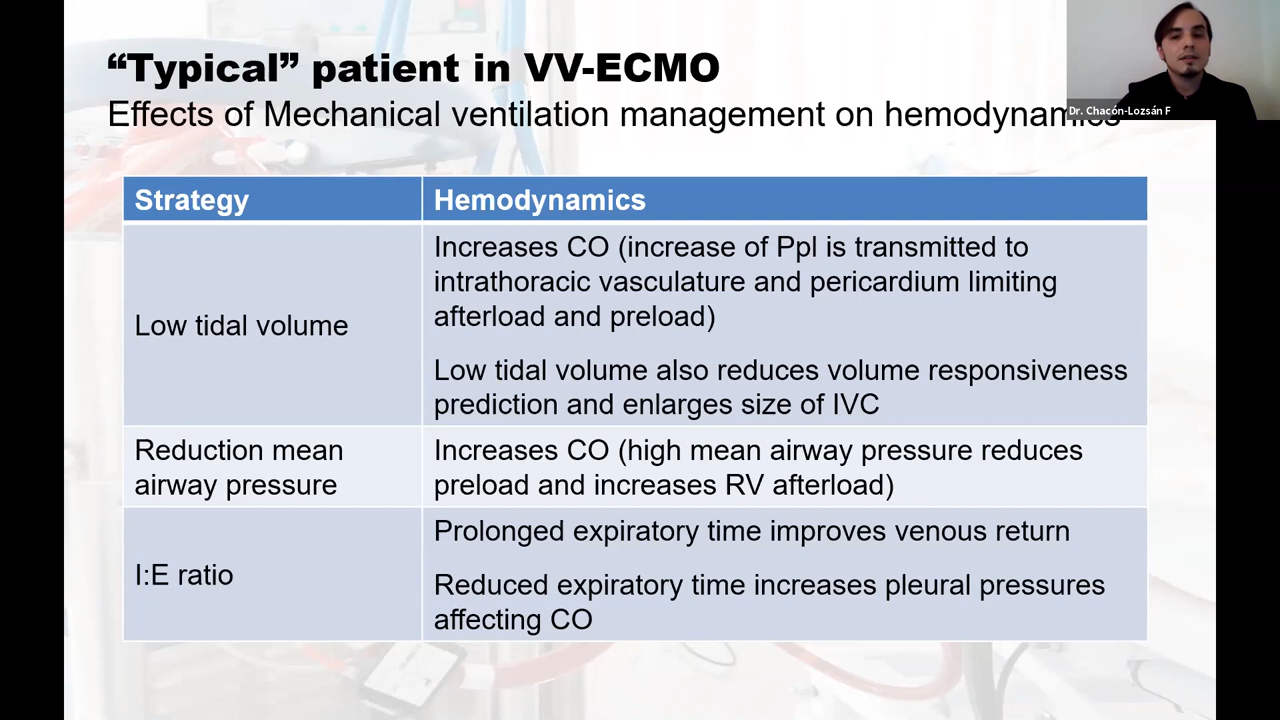 “Typical” patient in VV-ECMO
Effects of Mechanical ventilation management on hemodynamics
Dr. Chacón-Lozsán F
Strategy
Hemodynamics
Low tidal volume
Increases CO (increase of Ppl is transmitted to
intrathoracic vasculature and pericardium limiting
afterload and preload)
Low tidal volume also reduces volume responsiveness
prediction and enlarges size of IVC
Reduction mean
airway pressure
Increases CO (high mean airway pressure reduces
preload and increases RV afterload)
I:E ratio
Prolonged expiratory time improves venous return
Reduced expiratory time increases pleural pressures
affecting CO